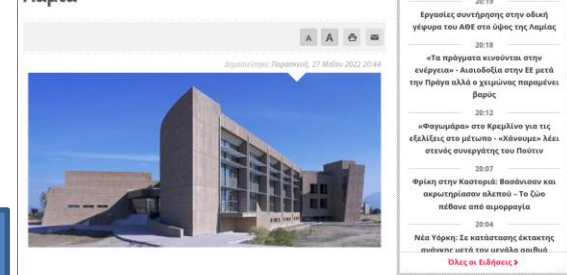 Λαμία
A A
Δημοσιεύτηκε: Παρασκευή, 27 Μαΐου 2022 20:44
20:19
Εργασίες συντήρησης στην οδική
γέφυρα του ΑΘΕ στο ύψος της Λαμίας
20:18
«Τα πράγματα κινούνται στην
ενέργεια» - Αισιοδοξία στην ΕΕ μετά
την Πράγα αλλά ο χειμώνας παραμένει
βαρύς
20:12
«Φαγωμάρα» στο Κρεμλίνο για τις
εξελίξεις στο μέτωπο - «Χάνουμε» λέει
στενός συνεργάτης του Πούτιν
20:07
Φρίκη στην Καστοριά: Βασάνισαν και
ακρωτηρίασαν αλεπού – Το ζώο
πέθανε από αιμορραγία
20:04
Νέα Υόρκη: Σε κατάστασης έκτακτης
ανάγκης μετά τον μεγάλο αριθμό
Όλες οι Ειδήσεις